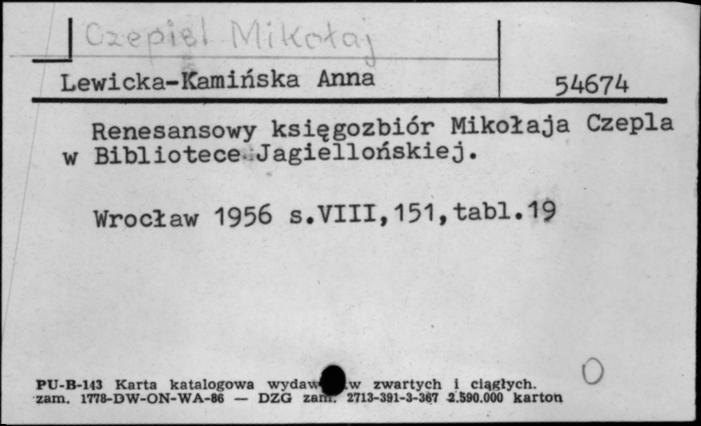 Czepiel Mikołaj
Lewicka-Kamińska Anna 54674
Renesansowy księgozbiór Mikołaja Czepla
w Bibliotece Jagiellońskiej.
Wrocław 1956 s.VIII,151,tabl.19
PU-B-143 Karta katalogowa wydaw w zwartych i ciągłych.
zam. 1778-DW-ON-WA-86 — DZG zam. 2713-391-3-367 2.590.000 karton